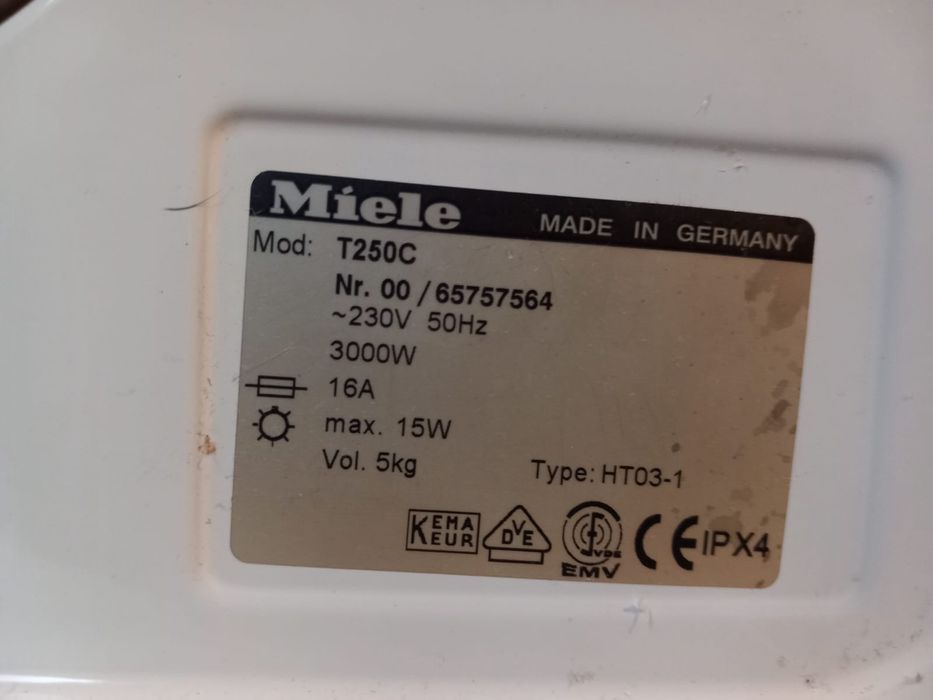 Miele MADE IN GERMANY
Mod: T250C
Nr. 00 / 65757564
~230V 50Hz
3000W
16A
max. 15W
Vol. 5kg Type: HT03-1
KEMA EUR DVE VDE EMV CE IPX4